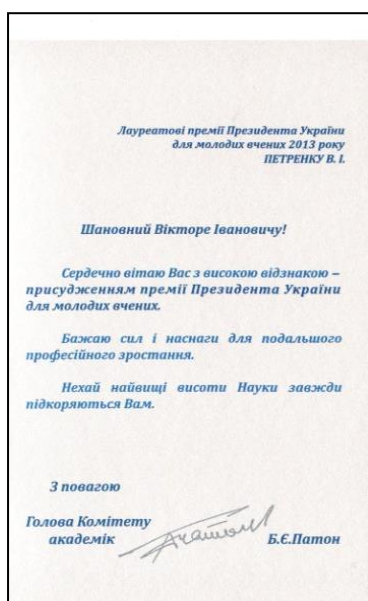 Лауреатові премії Президента України
для молодих вчених 2013 року
ПЕТРЕНКУ В. І.
Шановний Вікторе Івановичу!
Сердечно вітаю Вас з високою відзнакою –
присудженням премії Президента України
для молодих вчених.
Бажаю сил і наснаги для подальшого
професійного зростання.
Нехай найвищі висоти Науки завжди
підкоряються Вам.
З повагою
Голова Комітету
академік
Б.Є.Патон